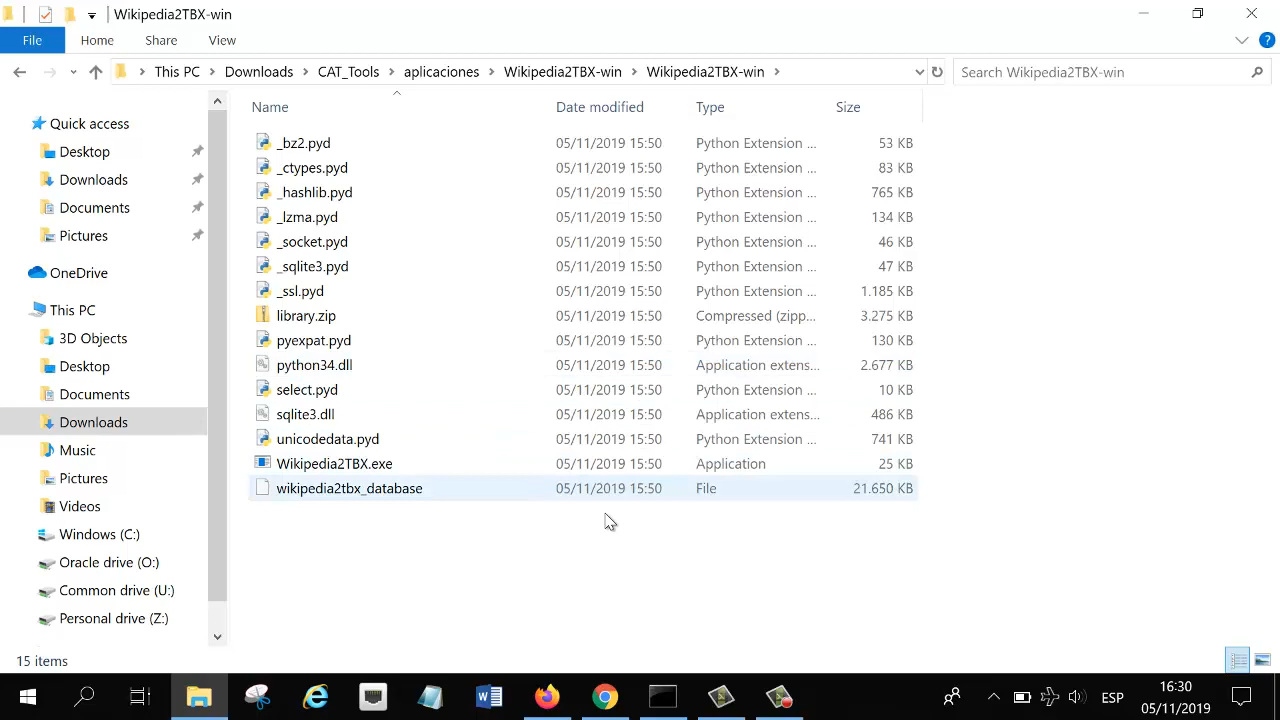 Wikipedia2TBX-win
File Home Share View
This PC Downloads CAT_Tools aplicaciones Wikipedia2TBX-win Wikipedia2TBX-win Search Wikipedia2TBX-win
Name Date modified Type Size
Quick access
Desktop
Downloads
Documents
Pictures
OneDrive
This PC
3D Objects
Desktop
Documents
Downloads
Music
Pictures
Videos
Windows (C:)
Oracle drive (O:)
Common drive (U:)
Personal drive (Z:)
_bz2.pyd 05/11/2019 15:50 Python Extension ... 53 KB
_ctypes.pyd 05/11/2019 15:50 Python Extension ... 83 KB
_hashlib.pyd 05/11/2019 15:50 Python Extension ... 765 KB
_lzma.pyd 05/11/2019 15:50 Python Extension ... 134 KB
_socket.pyd 05/11/2019 15:50 Python Extension ... 46 KB
_sqlite3.pyd 05/11/2019 15:50 Python Extension ... 47 KB
_ssl.pyd 05/11/2019 15:50 Python Extension ... 1.185 KB
library.zip 05/11/2019 15:50 Compressed (zipp... 3.275 KB
pyexpat.pyd 05/11/2019 15:50 Python Extension ... 130 KB
python34.dll 05/11/2019 15:50 Application extens... 2.677 KB
select.pyd 05/11/2019 15:50 Python Extension ... 10 KB
sqlite3.dll 05/11/2019 15:50 Application extens... 486 KB
unicodedata.pyd 05/11/2019 15:50 Python Extension ... 741 KB
Wikipedia2TBX.exe 05/11/2019 15:50 Application 25 KB
wikipedia2tbx_database 05/11/2019 15:50 File 21.650 KB
15 items
ESP
16:30
05/11/2019